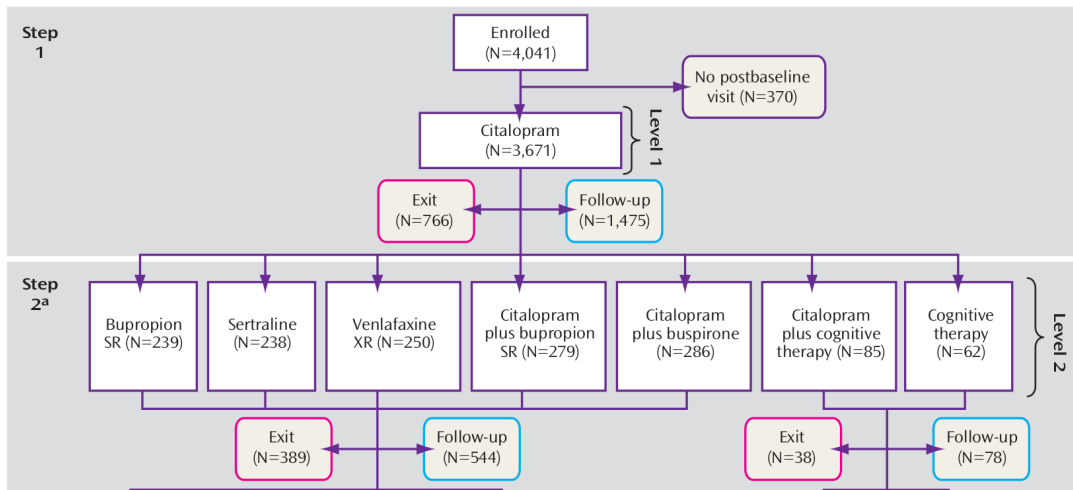 Step
1
Enrolled
(N=4,041)
No postbaseline
visit (N=370)
Citalopram
(N=3,671)
Level 1
Exit
(N=766)
Follow-up
(N=1,475)
Step
2a
Bupropion
SR (N=239)
Sertraline
(N=238)
Venlafaxine
XR (N=250)
Citalopram
plus bupropion
SR (N=279)
Citalopram
plus buspirone
(N=286)
Citalopram
plus cognitive
therapy (N=85)
Cognitive
therapy
(N=62)
Level 2
Exit
(N=389)
Follow-up
(N=544)
Exit
(N=38)
Follow-up
(N=78)